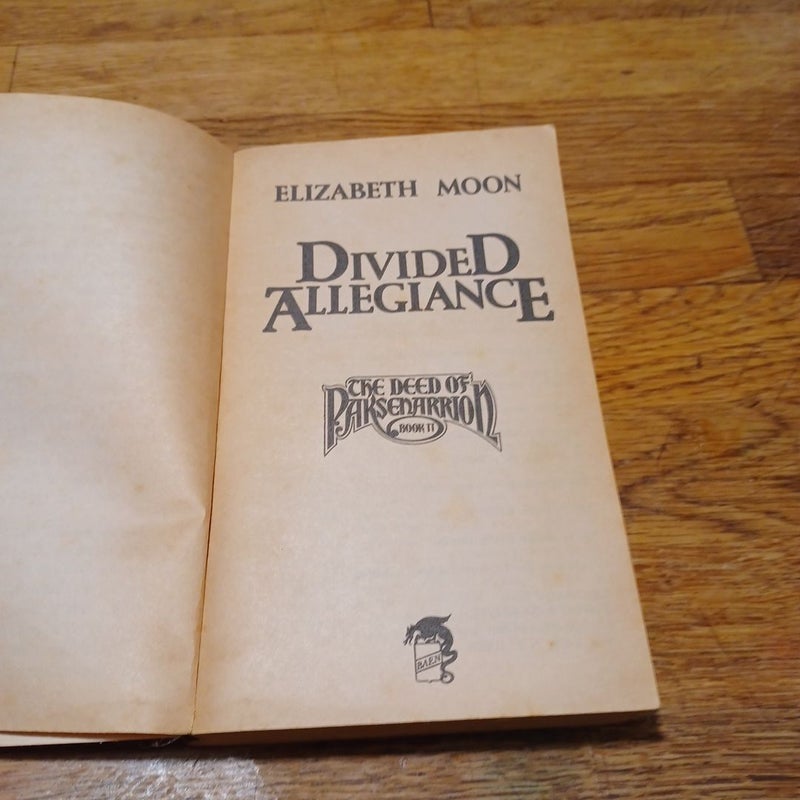 ELIZABETH MOON
DIVIDED
ALLEGIANCE
THE DEED OF
PAKSENARRION
BOOK II
BAEN